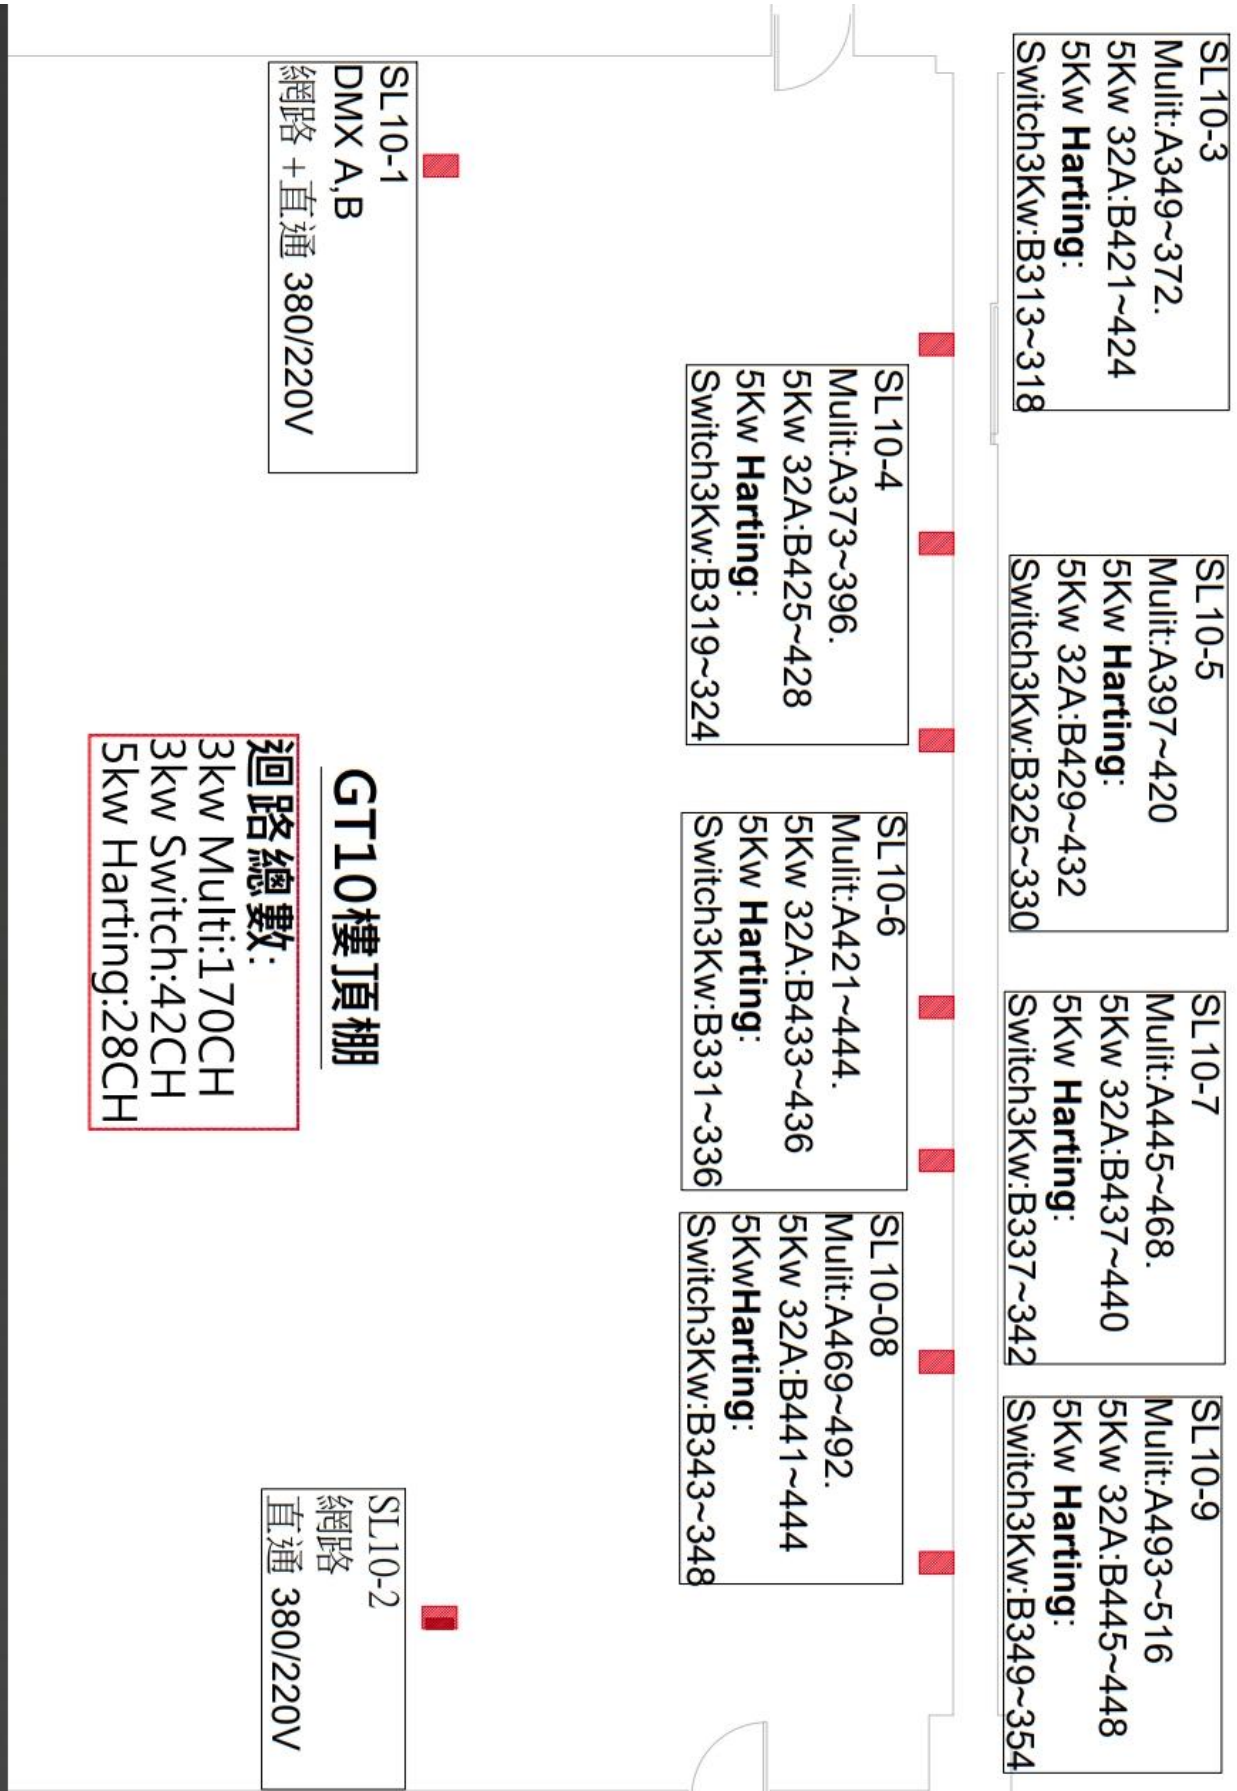 SL10-3
Mulit:A349~372.
5Kw 32A:B421~424
5Kw Harting:
Switch3Kw:B313~318
SL10-5
Mulit:A397~420
5Kw Harting:
5Kw 32A:B429~432
Switch3Kw:B325~330
SL10-7
Mulit:A445~468.
5Kw 32A:B437~440
5Kw Harting:
Switch3Kw:B337~342
SL10-9
Mulit:A493~516
5Kw 32A:B445~448
5Kw Harting:
Switch3Kw:B349~354
SL10-4
Mulit:A373~396.
5Kw 32A:B425~428
5Kw Harting:
Switch3Kw:B319~324
SL10-6
Mulit:A421~444.
5Kw 32A:B433~436
5Kw Harting:
Switch3Kw:B331~336
SL10-08
Mulit:A469~492.
5Kw 32A:B441~444
5KwHarting:
Switch3Kw:B343~348
SL10-1
DMX A,B
網路 +直通 380/220V
GT10樓頂棚
迴路總數:
3kw Multi:170CH
3kw Switch:42CH
5kw Harting:28CH
SL10-2
網路
直通 380/220V